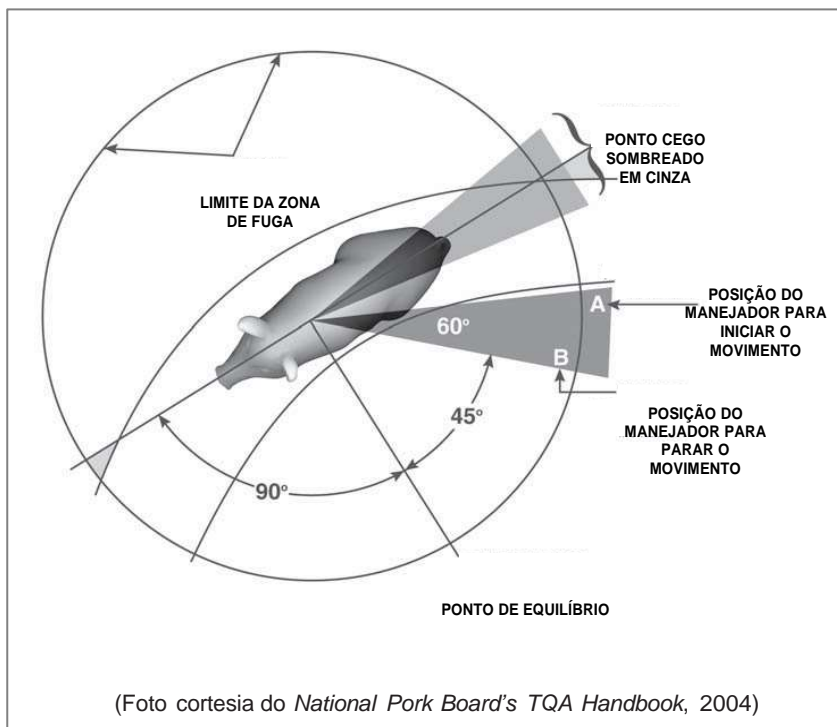 PONTO CEGO
SOMBREADO
EM CINZA
LIMITE DA ZONA
DE FUGA
A
POSIÇÃO DO
MANEJADOR PARA
INICIAR O
MOVIMENTO
60º
B
45º
POSIÇÃO DO
MANEJADOR PARA
PARAR O
MOVIMENTO
90º
PONTO DE EQUILÍBRIO
(Foto cortesia do National Pork Board's TQA Handbook, 2004)